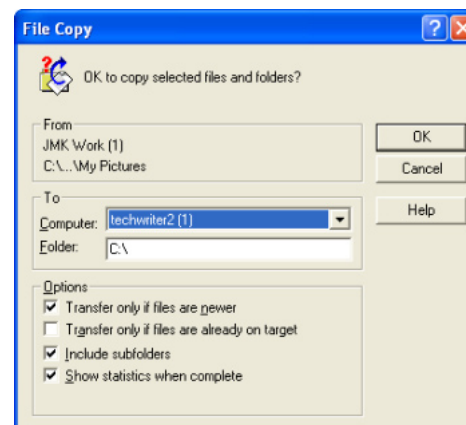 File Copy
OK to copy selected files and folders?
From
JMK Work (1)
C:\...\My Pictures
OK
Cancel
Help
To
Computer: techwriter2 (1)
Folder: C:\
Options
Transfer only if files are newer
Transfer only if files are already on target
Include subfolders
Show statistics when complete